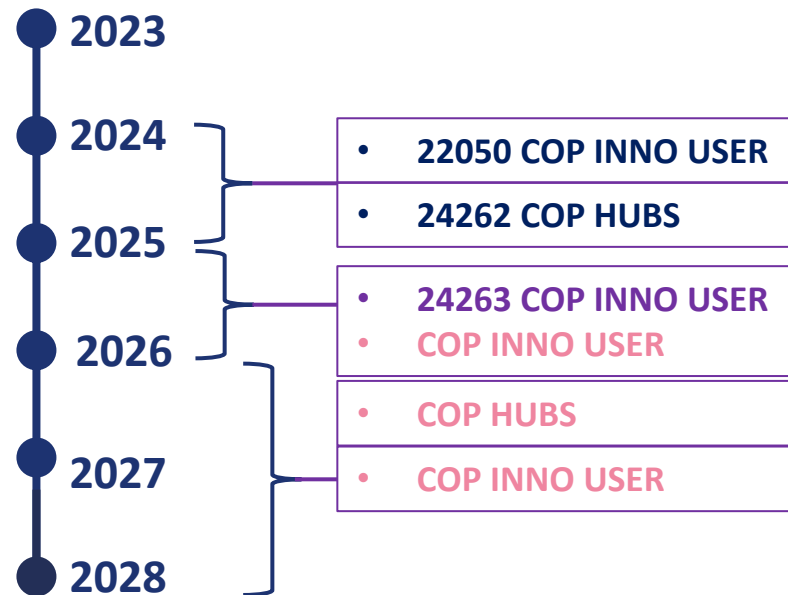 2023
2024
2025
2026
2027
2028
• 22050 COP INNO USER
• 24262 COP HUBS
• 24263 COP INNO USER
• COP INNO USER
• COP HUBS
• COP INNO USER